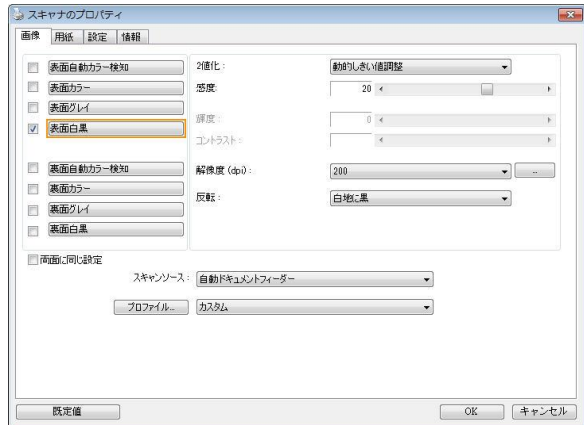 スキャナのプロパティ
画像 用紙 設定 情報
表面自動カラー検知
表面カラー
表面グレイ
表面白黒
裏面自動カラー検知
裏面カラー
裏面グレイ
裏面白黒
2値化： 動的しきい値調整
感度: 20
輝度： 0
コントラスト：
解像度 (dpi)： 200 ..
反転： 白地に黒
両面に同じ設定
スキャンソース： 自動ドキュメントフィーダー
プロファイル... カスタム
既定値 OK キャンセル